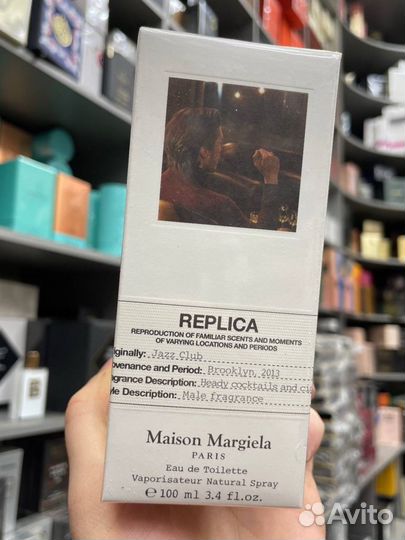 REPLICA
REPRODUCTION OF FAMILIAR SCENTS AND MOMENTS
OF VARYING LOCATIONS AND PERIODS
riginally: Jazz Club
ovenance and Period: Brooklyn, 2013
agrance Description: Heady cocktails and ci
yle Description: Male fragrance
Maison Margiela
PARIS
Eau de Toilette
Vaporisateur Natural Spray
℮ 100 ml 3.4 fl.oz.
Avito